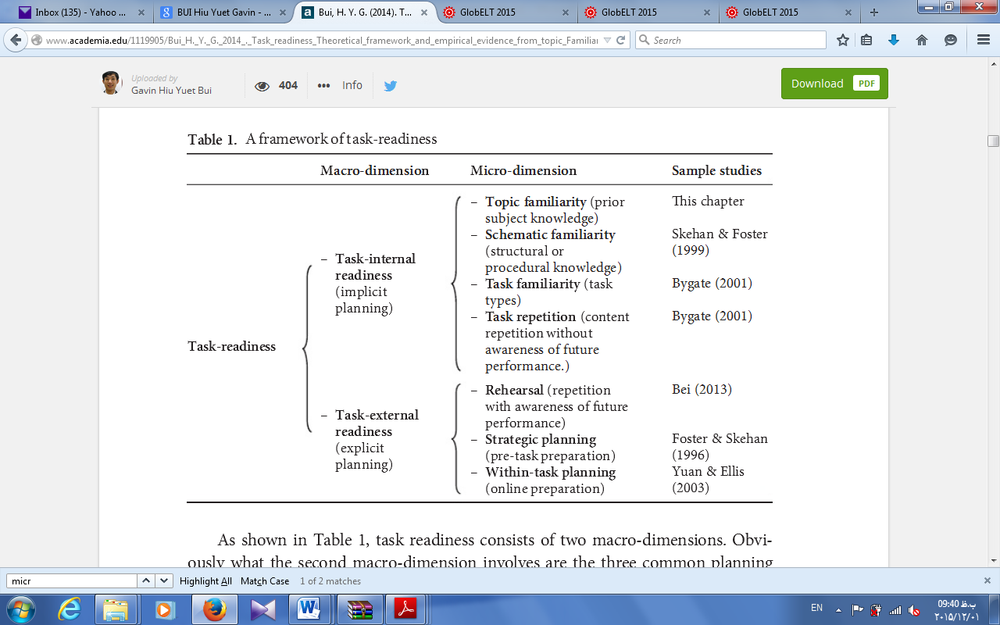 Inbox (135) - Yahoo ...
BUI Hiu Yuet Gavin - ...
Bui, H. Y. G. (2014). T...
GlobELT 2015
GlobELT 2015
GlobELT 2015
www.academia.edu/1119905/Bui_H._Y._G._2014_._Task_readiness_Theoretical_framework_and_empirical_evidence_from_topic_Familiar
Search
Uploaded by
Gavin Hiu Yuet Bui
404
Info
Download PDF
Table 1. A framework of task-readiness
Macro-dimension Micro-dimension Sample studies
– Topic familiarity (prior This chapter
subject knowledge)
– Schematic familiarity Skehan & Foster
(structural or (1999)
procedural knowledge)
– Task-internal
readiness
(implicit
planning)
– Task familiarity (task Bygate (2001)
types)
– Task repetition (content Bygate (2001)
repetition without
awareness of future
performance.)
Task-readiness
– Rehearsal (repetition Bei (2013)
with awareness of future
performance)
– Task-external
readiness
(explicit
planning)
– Strategic planning Foster & Skehan
(pre-task preparation) (1996)
– Within-task planning Yuan & Ellis
(online preparation) (2003)
As shown in Table 1, task readiness consists of two macro-dimensions. Obvi-
ously what the second macro-dimension involves are the three common planning
micr
Highlight All Match Case 1 of 2 matches
EN
09:40 ب.ظ
۲۰۱۵/۱۲/۰۱